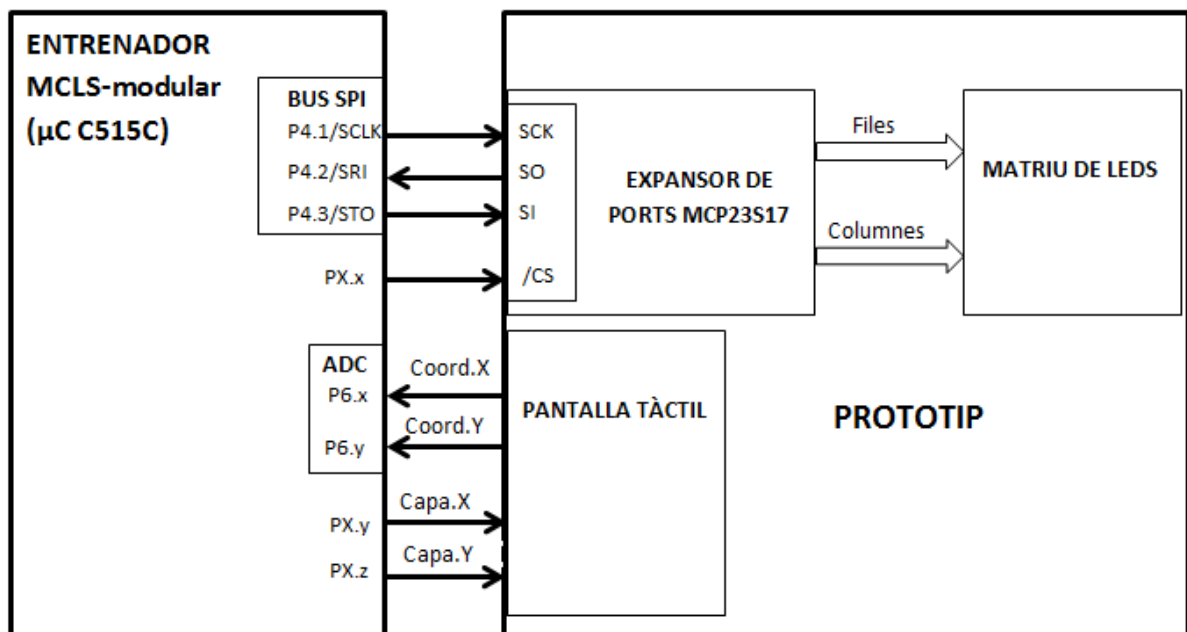 ENTRENADOR
MCLS-modular
(µC C515C)
BUS SPI
P4.1/SCLK
P4.2/SRI
P4.3/STO
PX.x
SCK
SO
SI
/CS
EXPANSOR DE
PORTS MCP23S17
Files
Columnes
MATRIU DE LEDS
ADC
P6.x
P6.y
Coord.X
Coord.Y
PX.y
PX.z
Capa.X
Capa.Y
PANTALLA TÀCTIL
PROTOTIP